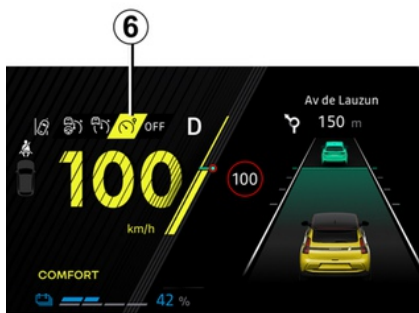 6
Av de Lauzun
150 m
OFF
D
100
100
km/h
COMFORT
42 %